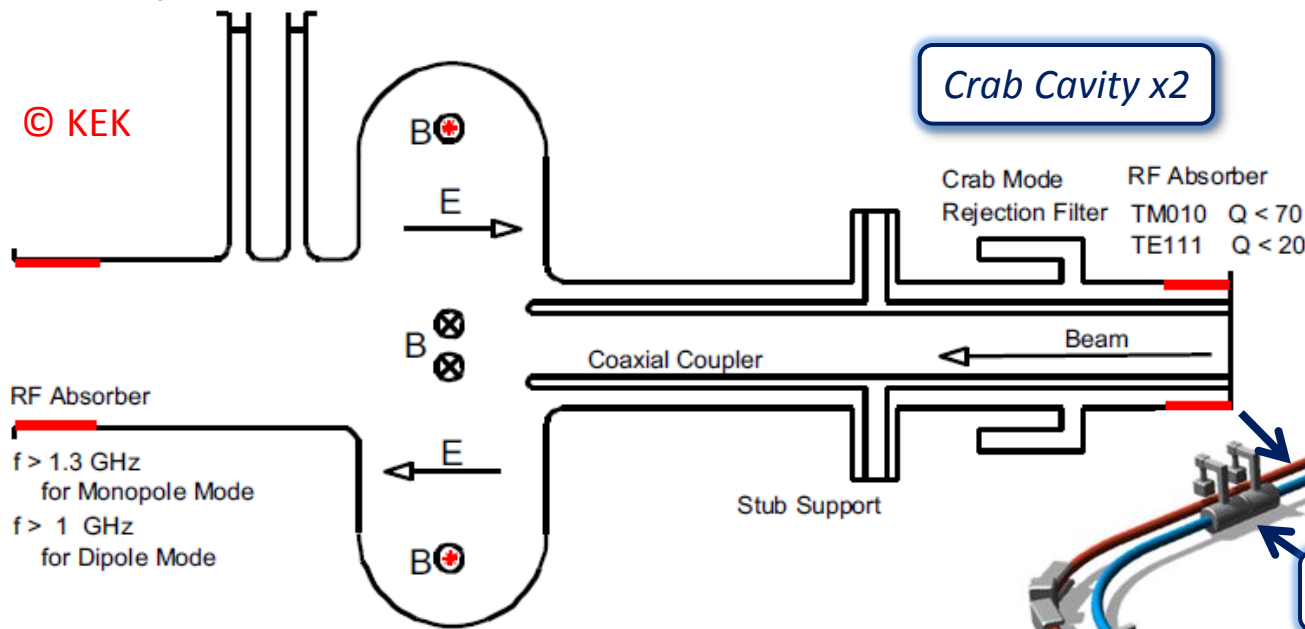 © KEK
Crab Cavity x2
B
E
Crab Mode
Rejection Filter
RF Absorber
TM010 Q < 70
TE111 Q < 20
B
Coaxial Coupler
Beam
RF Absorber
f > 1.3 GHz
for Monopole Mode
f > 1 GHz
for Dipole Mode
E
Stub Support
B